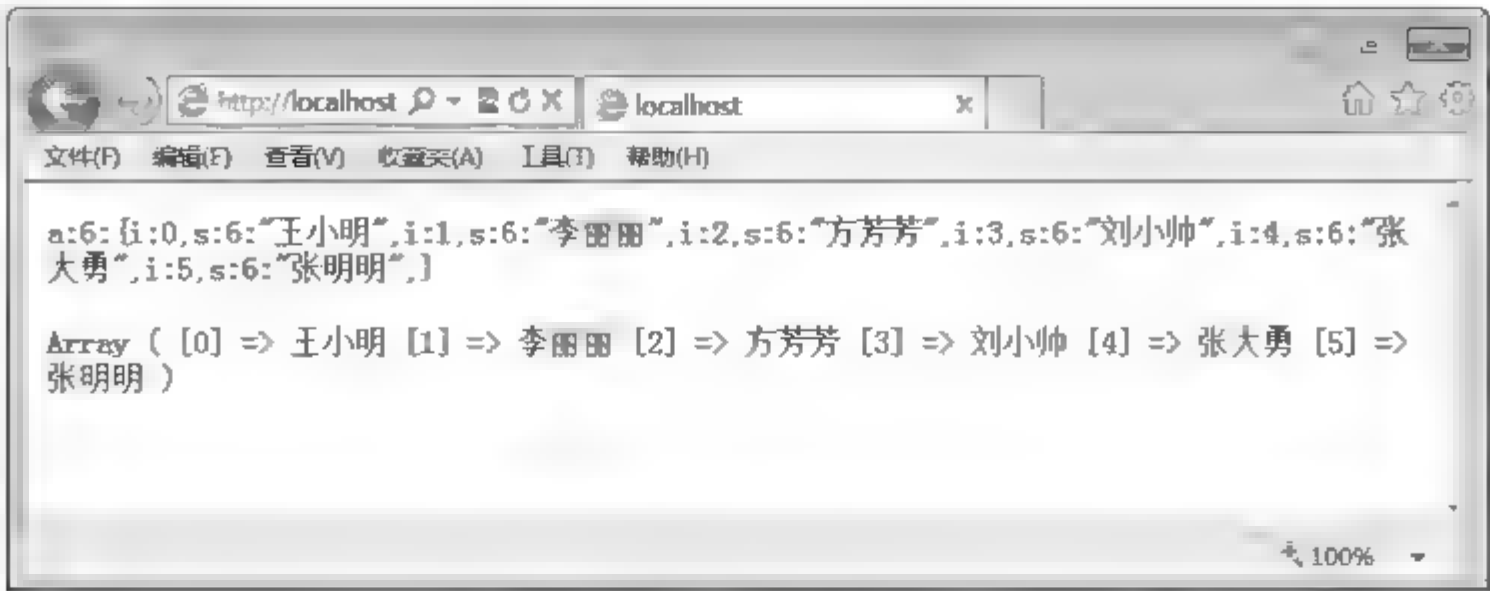 http://localhost
localhost
文件(F) 编辑(E) 查看(V) 收藏夹(A) 工具(T) 帮助(H)
a:6:{i:0,s:6:"王小明",i:1,s:6:"李丽丽",i:2,s:6:"方芳芳",i:3,s:6:"刘小帅",i:4,s:6:"张
大勇",i:5,s:6:"张明明",}
Array ( [0] => 王小明 [1] => 李丽丽 [2] => 方芳芳 [3] => 刘小帅 [4] => 张大勇 [5] =>
张明明 )
100%